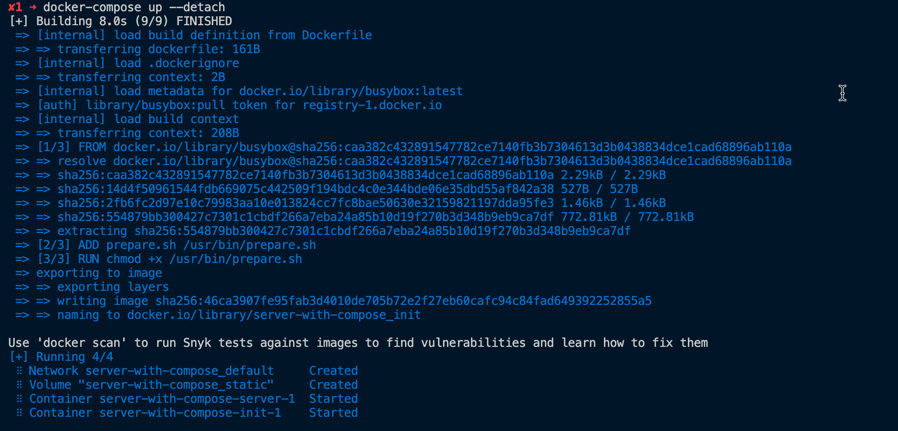 ✘1 → docker-compose up --detach
[+] Building 8.0s (9/9) FINISHED
=> [internal] load build definition from Dockerfile
=> => transferring dockerfile: 161B
=> [internal] load .dockerignore
=> => transferring context: 2B
=> [internal] load metadata for docker.io/library/busybox:latest
=> [auth] library/busybox:pull token for registry-1.docker.io
=> [internal] load build context
=> => transferring context: 208B
=> [1/3] FROM docker.io/library/busybox@sha256:caa382c432891547782ce7140fb3b7304613d3b0438834dce1cad68896ab110a
=> => resolve docker.io/library/busybox@sha256:caa382c432891547782ce7140fb3b7304613d3b0438834dce1cad68896ab110a
=> => sha256:caa382c432891547782ce7140fb3b7304613d3b0438834dce1cad68896ab110a 2.29kB / 2.29kB
=> => sha256:14d4f50961544fdb669075c442509f194bdc4c0e344bde06e35dbd55af842a38 527B / 527B
=> => sha256:2fb6fc2d97e10c79983aa10e013824cc7fc8bae50630e32159821197dda95fe3 1.46kB / 1.46kB
=> => sha256:554879bb300427c7301c1cbdf266a7eba24a85b10d19f270b3d348b9eb9ca7df 772.81kB / 772.81kB
=> => extracting sha256:554879bb300427c7301c1cbdf266a7eba24a85b10d19f270b3d348b9eb9ca7df
=> [2/3] ADD prepare.sh /usr/bin/prepare.sh
=> [3/3] RUN chmod +x /usr/bin/prepare.sh
=> exporting to image
=> => exporting layers
=> => writing image sha256:46ca3907fe95fab3d4010de705b72e2f27eb60cafc94c84fad649392252855a5
=> => naming to docker.io/library/server-with-compose_init
Use 'docker scan' to run Snyk tests against images to find vulnerabilities and learn how to fix them
[+] Running 4/4
⠿ Network server-with-compose_default Created
⠿ Volume "server-with-compose_static" Created
⠿ Container server-with-compose-server-1 Started
⠿ Container server-with-compose-init-1 Started